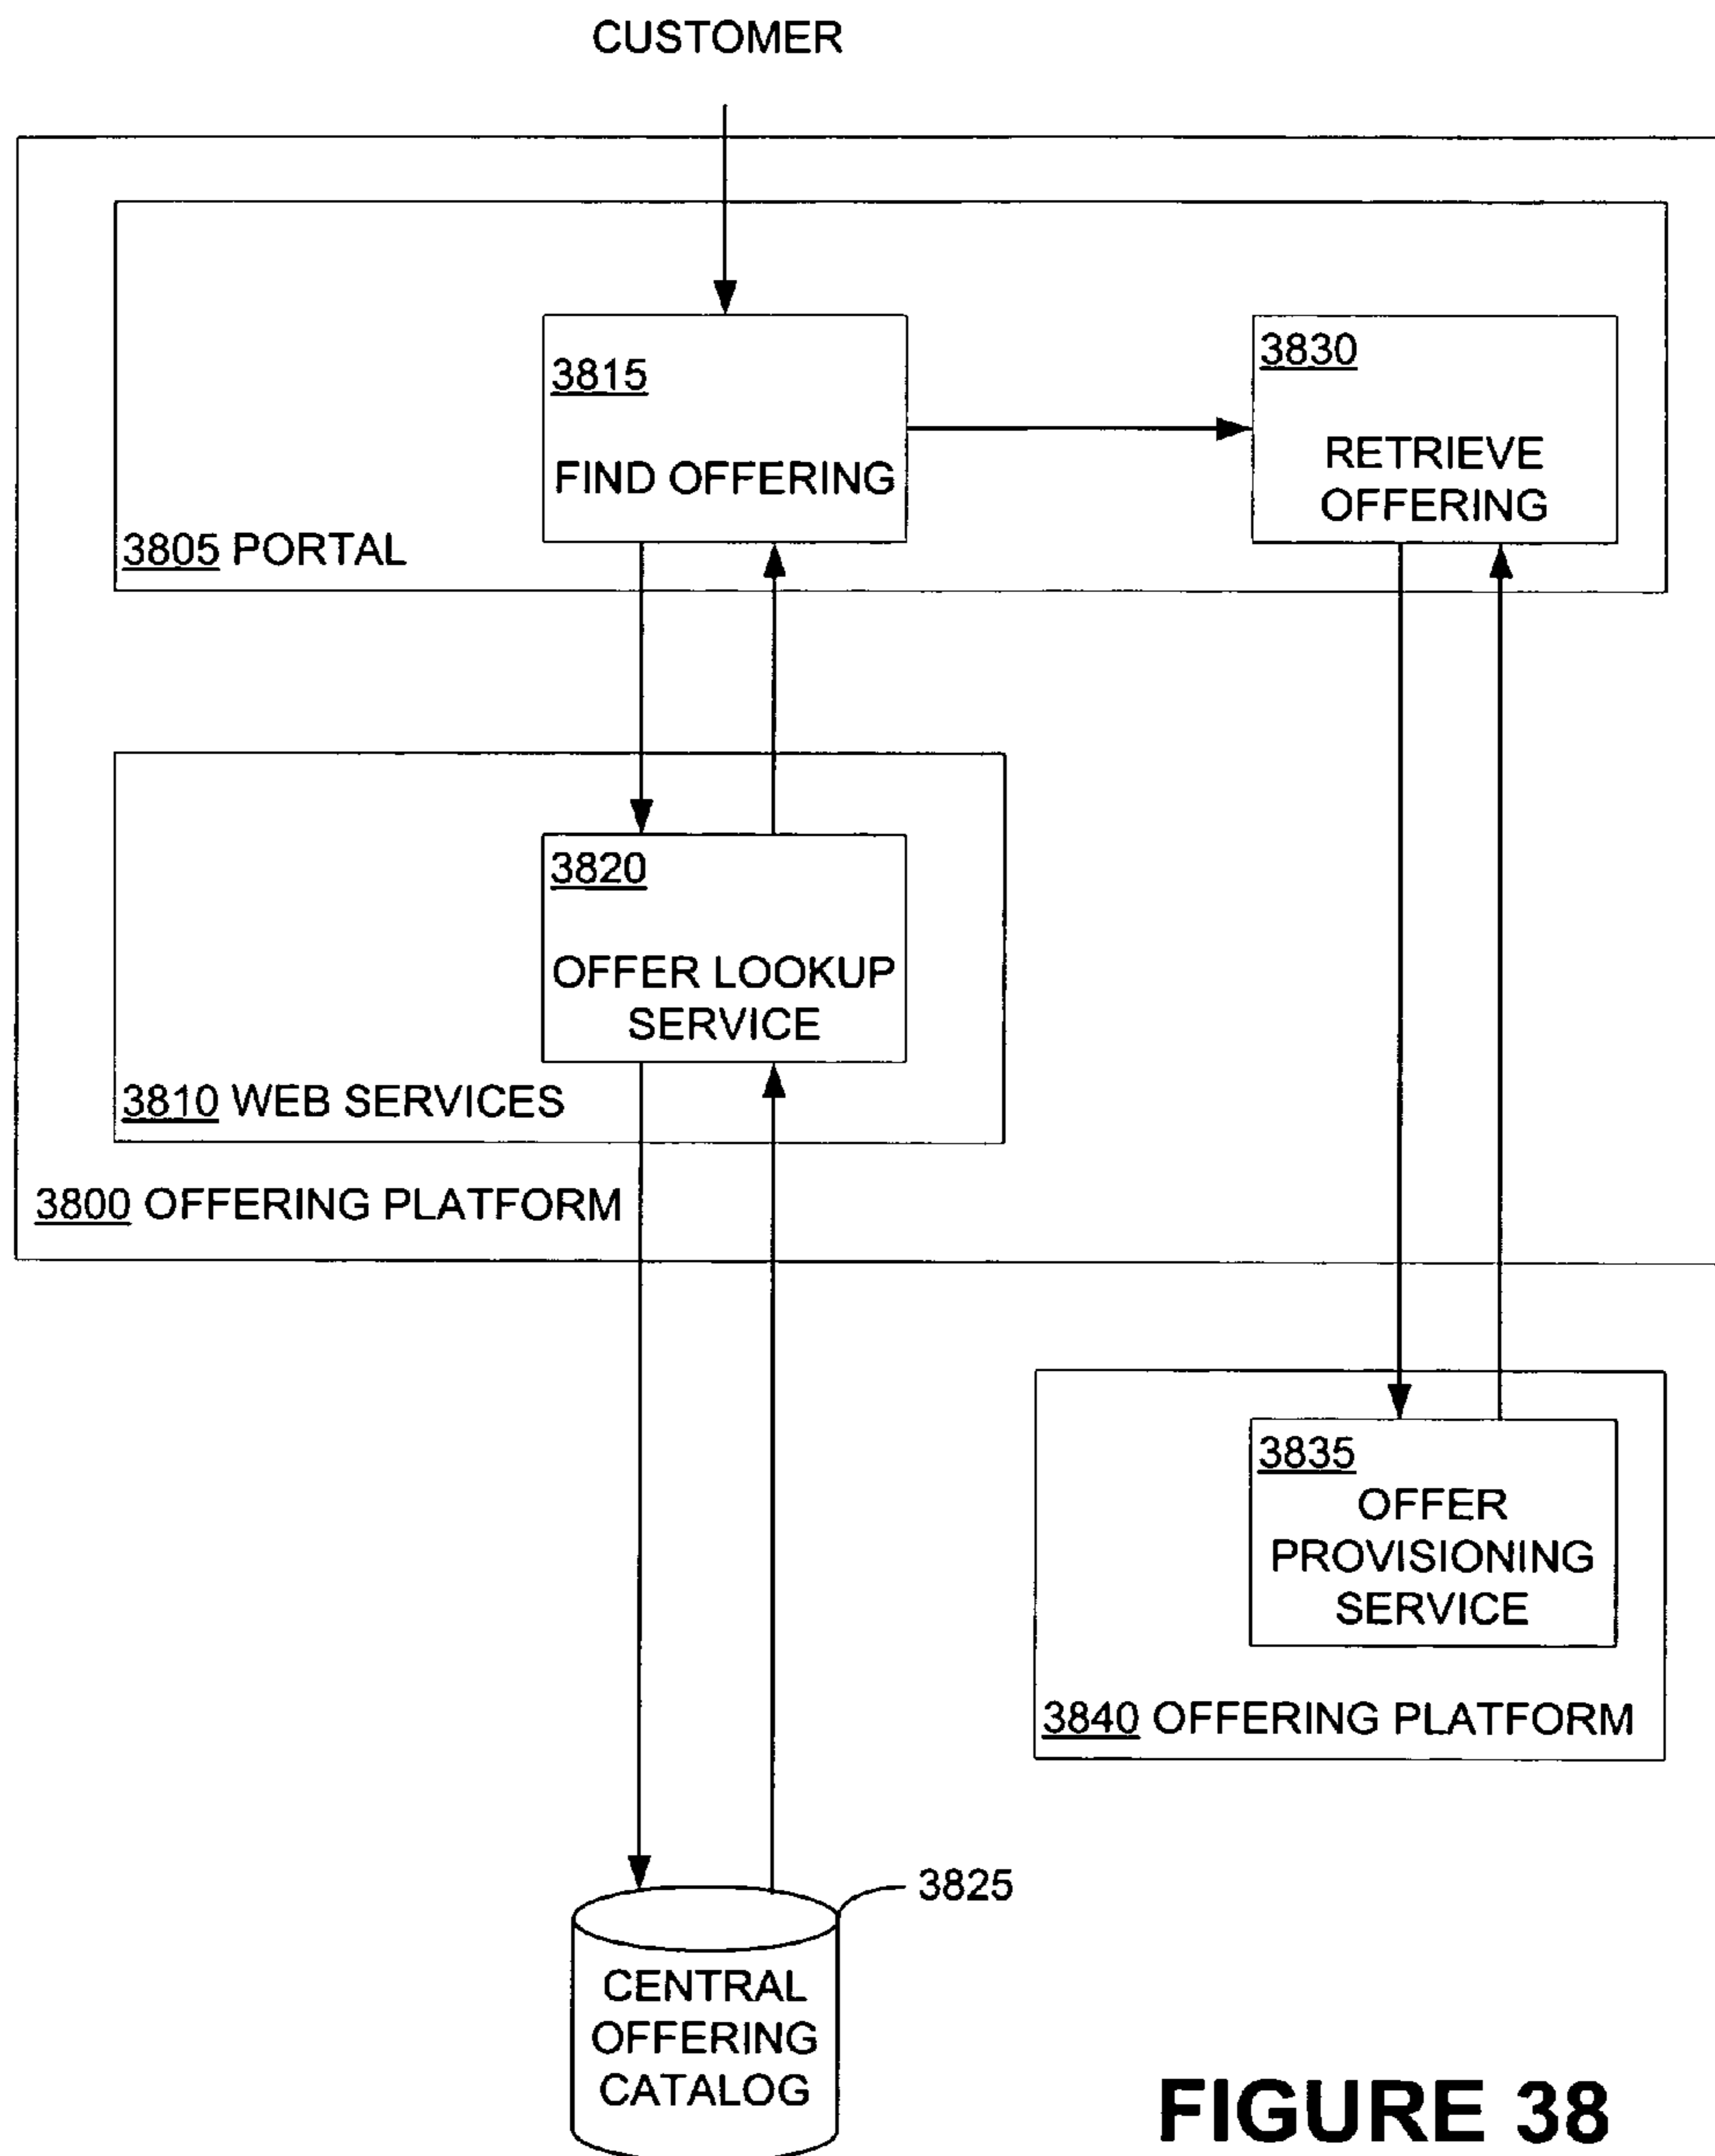 CUSTOMER
3815
FIND OFFERING
3830
RETRIEVE
OFFERING
3805 PORTAL
3820
OFFER LOOKUP
SERVICE
3810 WEB SERVICES
3800 OFFERING PLATFORM
3835
OFFER
PROVISIONING
SERVICE
3840 OFFERING PLATFORM
3825
CENTRAL
OFFERING
CATALOG
FIGURE 38